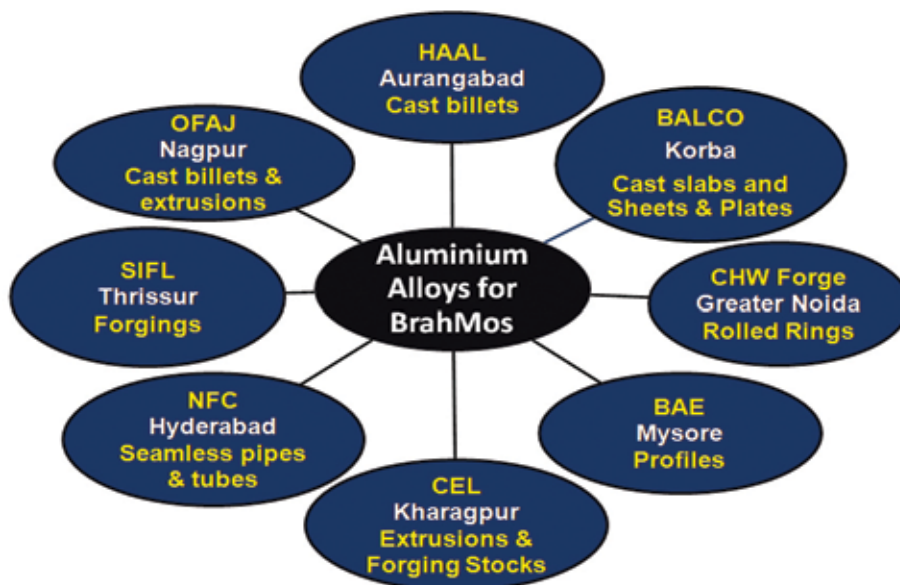 HAAL
Aurangabad
Cast billets
BALCO
Korba
Cast slabs and
Sheets & Plates
CHW Forge
Greater Noida
Rolled Rings
BAE
Mysore
Profiles
CEL
Kharagpur
Extrusions &
Forging Stocks
NFC
Hyderabad
Seamless pipes
& tubes
SIFL
Thrissur
Forgings
OFAJ
Nagpur
Cast billets &
extrusions
Aluminium
Alloys for
BrahMos